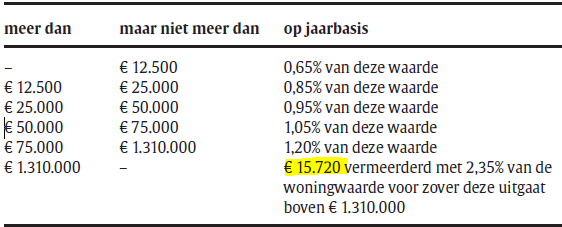 meer dan maar niet meer dan op jaarbasis
– € 12.500 0,65% van deze waarde
€ 12.500 € 25.000 0,85% van deze waarde
€ 25.000 € 50.000 0,95% van deze waarde
€ 50.000 € 75.000 1,05% van deze waarde
€ 75.000 € 1.310.000 1,20% van deze waarde
€ 1.310.000 – € 15.720 vermeerderd met 2,35% van de
woningwaarde voor zover deze uitgaat
boven € 1.310.000